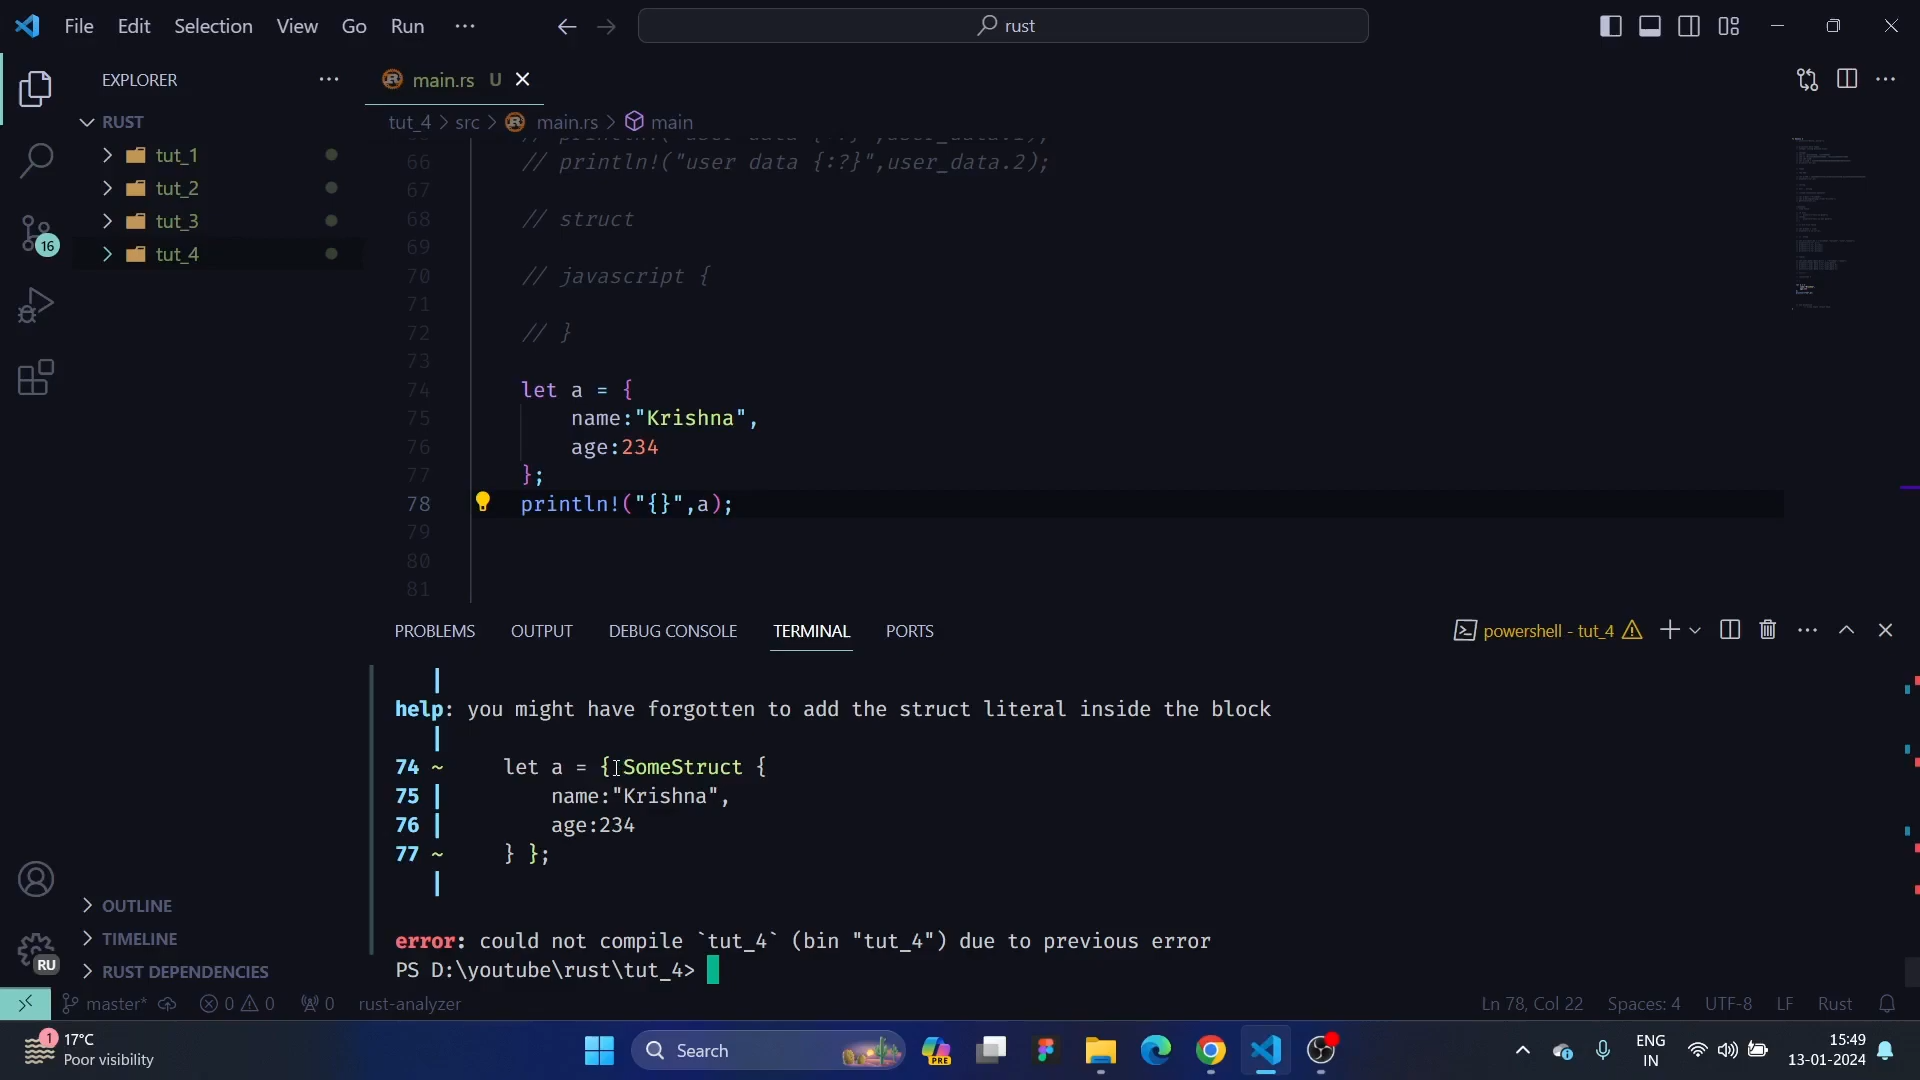 File Edit Selection View Go Run ···
rust
EXPLORER ···
main.rs U
RUST
tut_4 > src > main.rs > main
tut_1
tut_2
tut_3
tut_4
16
66 // println!("user data {:?}",user_data.2);
67
68 // struct
69
70 // javascript {
71
72 // }
73
74 let a = {
75 name:"Krishna",
76 age:234
77 };
78 println!("{}",a);
79
80
81
PROBLEMS OUTPUT DEBUG CONSOLE TERMINAL PORTS
powershell - tut_4
|
help: you might have forgotten to add the struct literal inside the block
|
74 ~ let a = { SomeStruct {
75 | name:"Krishna",
76 | age:234
77 ~ } };
|
error: could not compile `tut_4` (bin "tut_4") due to previous error
PS D:\youtube\rust\tut_4>
OUTLINE
TIMELINE
RUST DEPENDENCIES
RU
master* 0 0 0 rust-analyzer
Ln 78, Col 22 Spaces: 4 UTF-8 LF Rust
1
17°C
Poor visibility
Search
PRE
ENG
IN
15:49
13-01-2024